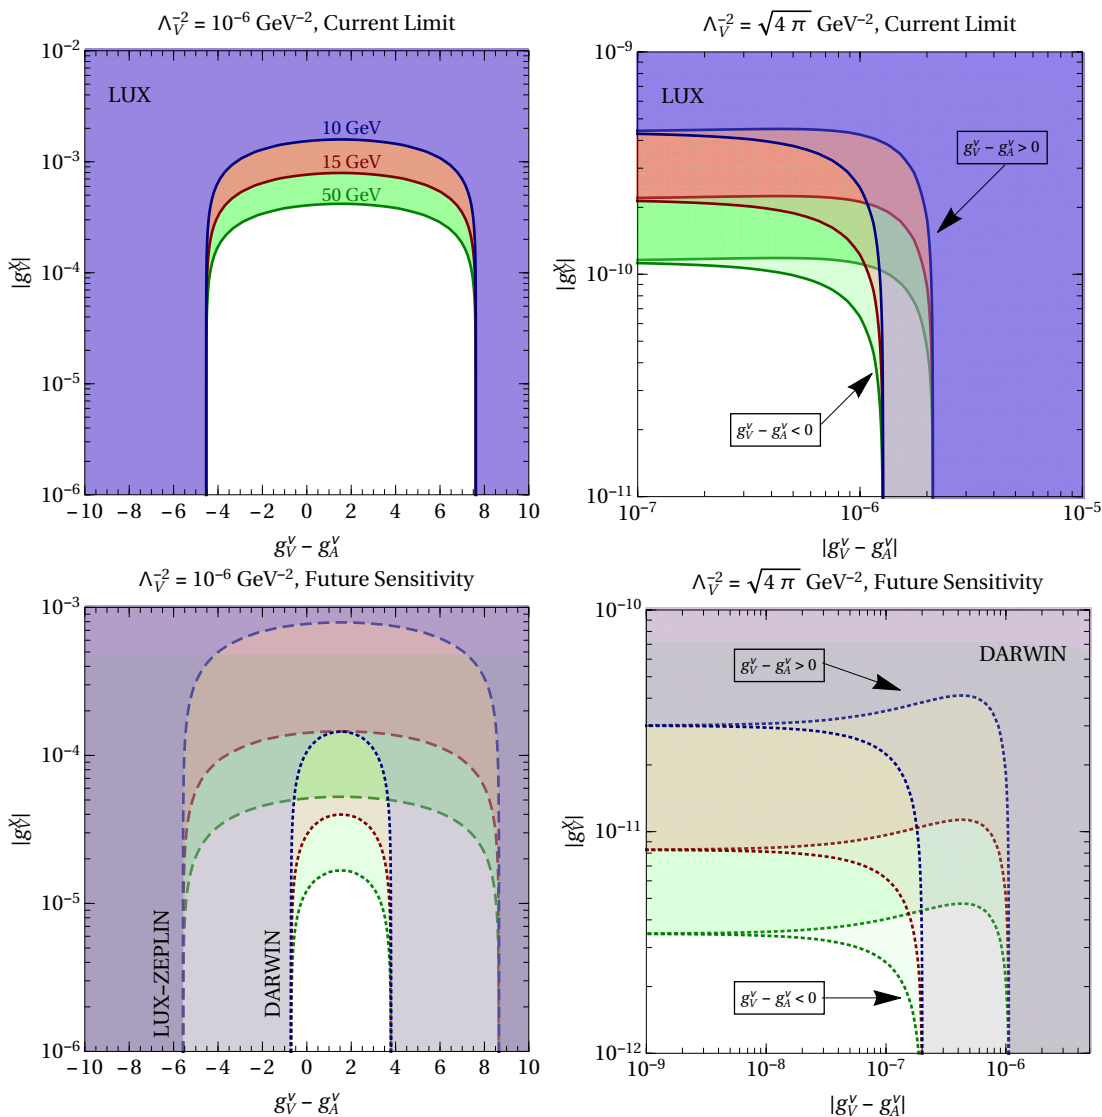 Λ_V^{-2} = 10^{-6} GeV^{-2}, Current Limit
10^{-2}
LUX
10 GeV
10^{-3}
15 GeV
50 GeV
|g_V^χ|
10^{-4}
10^{-5}
10^{-6}
-10 -8 -6 -4 -2 0 2 4 6 8 10
g_V^ν - g_A^ν
Λ_V^{-2} = √4 π GeV^{-2}, Current Limit
10^{-9}
LUX
g_V^ν - g_A^ν > 0
|g_V^χ|
10^{-10}
g_V^ν - g_A^ν < 0
10^{-11}
10^{-7} 10^{-6} 10^{-5}
|g_V^ν - g_A^ν|
Λ_V^{-2} = 10^{-6} GeV^{-2}, Future Sensitivity
10^{-3}
10^{-4}
|g_V^χ|
10^{-5}
LUX-ZEPLIN
DARWIN
10^{-6}
-10 -8 -6 -4 -2 0 2 4 6 8 10
g_V^ν - g_A^ν
Λ_V^{-2} = √4 π GeV^{-2}, Future Sensitivity
10^{-10}
DARWIN
g_V^ν - g_A^ν > 0
|g_V^χ|
10^{-11}
g_V^ν - g_A^ν < 0
10^{-12}
10^{-9} 10^{-8} 10^{-7} 10^{-6}
|g_V^ν - g_A^ν|